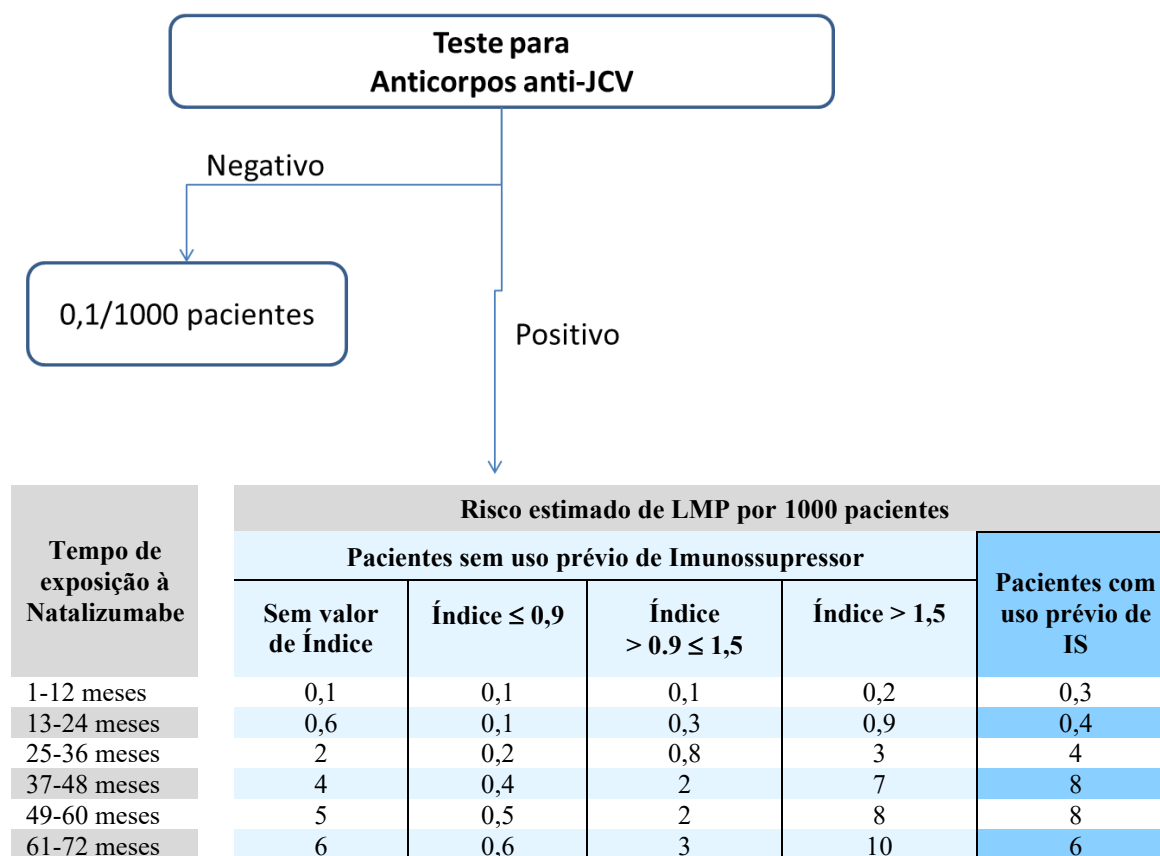 Teste para
Anticorpos anti-JCV
Negativo
0,1/1000 pacientes
Positivo
Tempo de
exposição à
Natalizumabe
Risco estimado de LMP por 1000 pacientes
Pacientes sem uso prévio de Imunossupressor
Pacientes com
uso prévio de
IS
Sem valor
de Índice
Índice ≤ 0,9
Índice
> 0.9 ≤ 1,5
Índice > 1,5
1-12 meses 0,1 0,1 0,1 0,2 0,3
13-24 meses 0,6 0,1 0,3 0,9 0,4
25-36 meses 2 0,2 0,8 3 4
37-48 meses 4 0,4 2 7 8
49-60 meses 5 0,5 2 8 8
61-72 meses 6 0,6 3 10 6